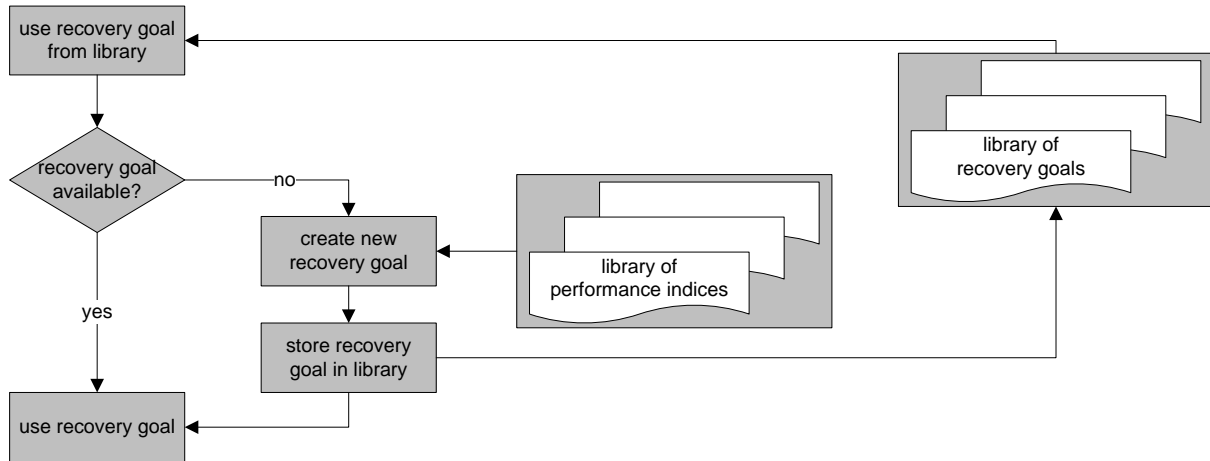 use recovery goal
from library
recovery goal
available?
no
yes
create new
recovery goal
store recovery
goal in library
use recovery goal
library of
performance indices
library of
recovery goals